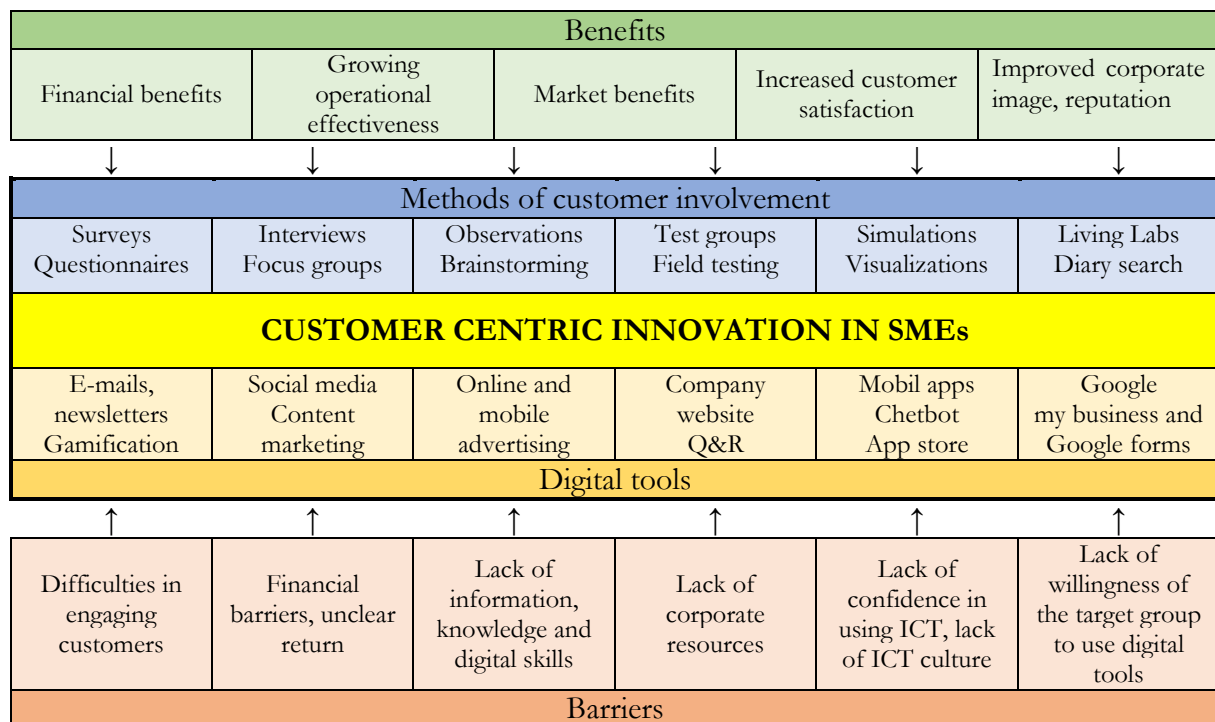 Benefits
Financial benefits
Growing
operational
effectiveness
Market benefits
Increased customer
satisfaction
Improved corporate
image, reputation
↓ ↓ ↓ ↓ ↓ ↓
Methods of customer involvement
Surveys
Questionnaires
Interviews
Focus groups
Observations
Brainstorming
Test groups
Field testing
Simulations
Visualizations
Living Labs
Diary search
CUSTOMER CENTRIC INNOVATION IN SMEs
E-mails,
newsletters
Gamification
Social media
Content
marketing
Online and
mobile
advertising
Company
website
Q&R
Mobil apps
Chetbot
App store
Google
my business and
Google forms
Digital tools
↑ ↑ ↑ ↑ ↑ ↑
Difficulties in
engaging
customers
Financial
barriers, unclear
return
Lack of
information,
knowledge and
digital skills
Lack of
corporate
resources
Lack of
confidence in
using ICT, lack
of ICT culture
Lack of
willingness of
the target group
to use digital
tools
Barriers